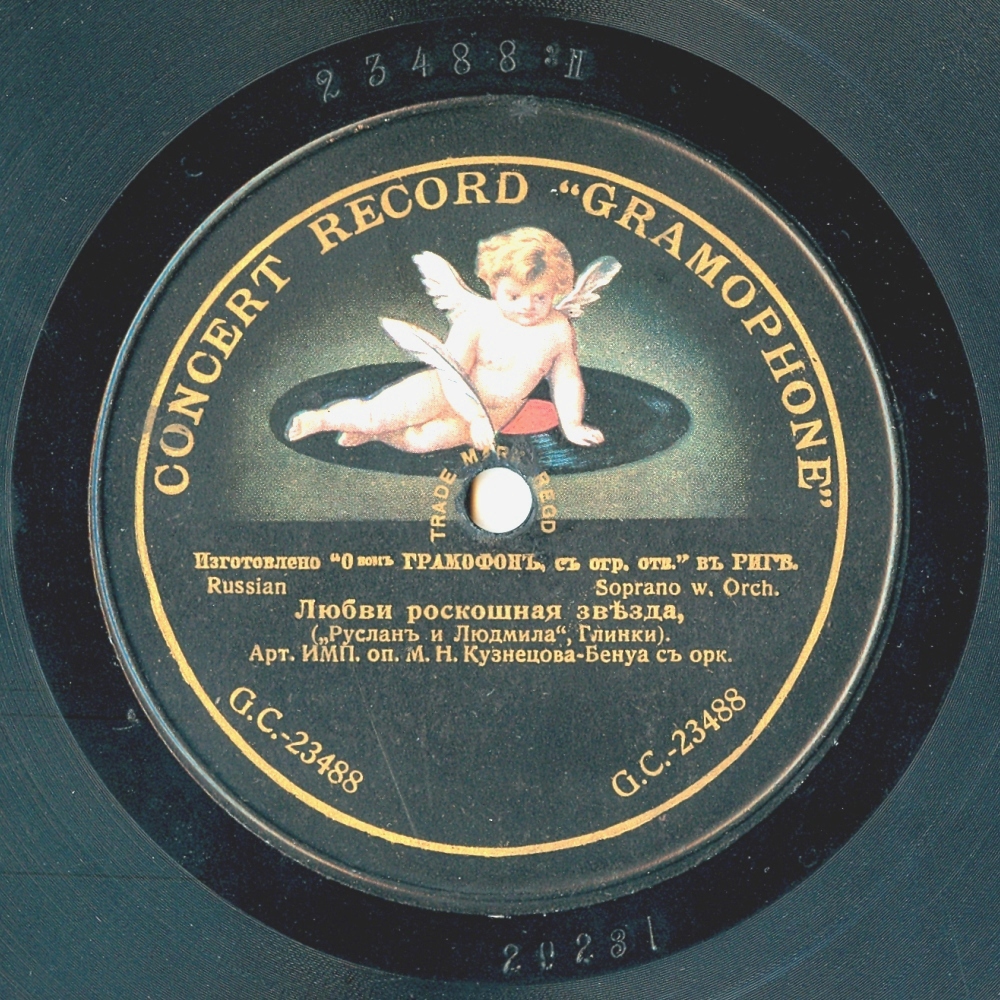 23488 II
CONCERT RECORD “GRAMOPHONE”
TRADE MARK REGD
Изготовлено “О вомъ ГРАМОФОНЪ, съ огр. отв.” въ РИГѢ.
Russian Soprano w. Orch.
Любви роскошная звѣзда,
(„Русланъ и Людмила“, Глинки).
Арт. ИМП. оп. М. Н. Кузнецова-Бенуа съ орк.
G.C.-23488
G.C.-23488
20231